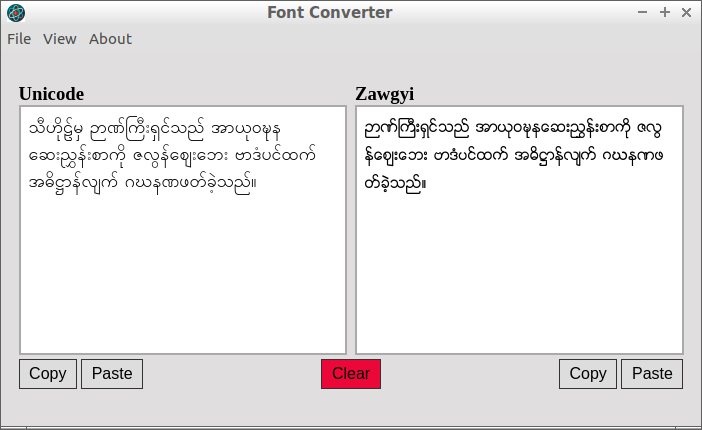 Font Converter
File View About
Unicode
သီဟိုဠ်မှ ဉာဏ်ကြီးရှင်သည် အာယုဝဍ္ဎန
ဆေးညွှန်းစာကို ဇလွန်ဈေးဘေး ဗာဒံပင်ထက်
အဓိဋ္ဌာန်လျက် ဂဃနဏဖတ်ခဲ့သည်။
Zawgyi
ဉာဏ်ကြီးရှင်သည် အာယုဝဍ္ဎနဆေးညွှန်းစာကို ဇလွ
န်ဈေးဘေး ဗာဒံပင်ထက် အဓိဋ္ဌာန်လျက် ဂဃနဏဖ
တ်ခဲ့သည်။
Copy Paste Clear Copy Paste